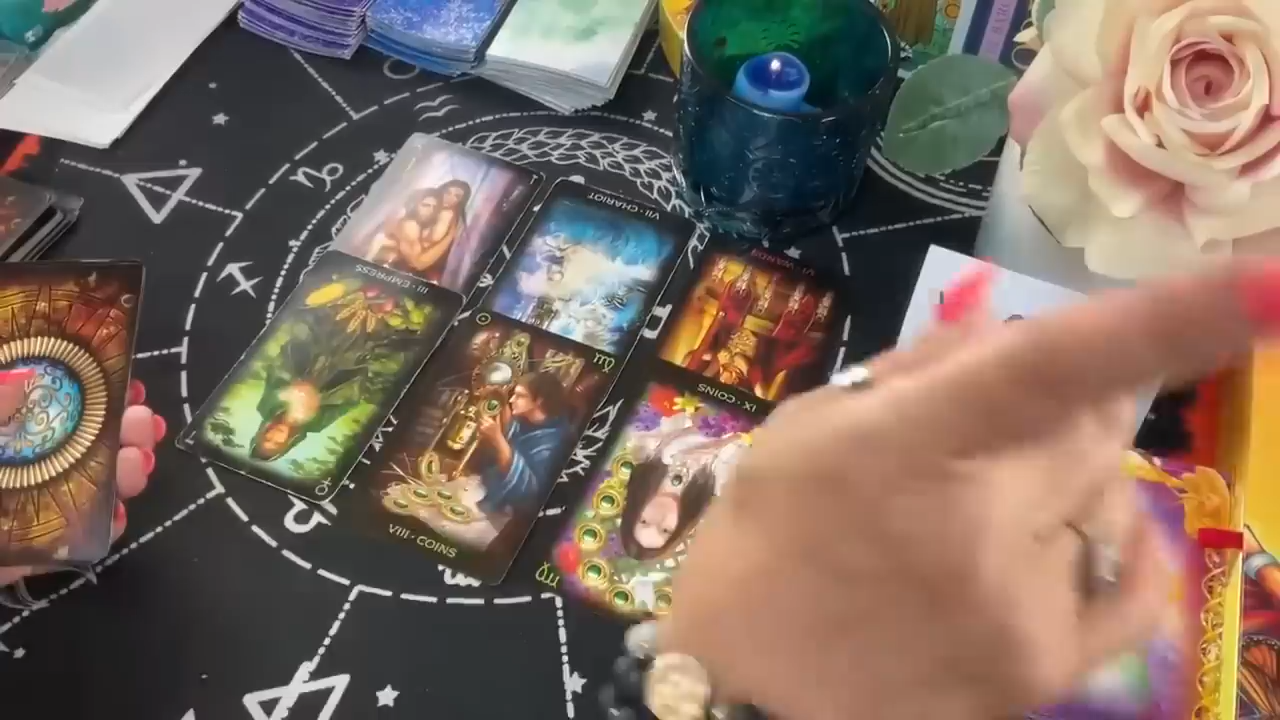 VII · CHARIOT
III · EMPRESS
VI · WANDS
IX · COINS
VIII · COINS